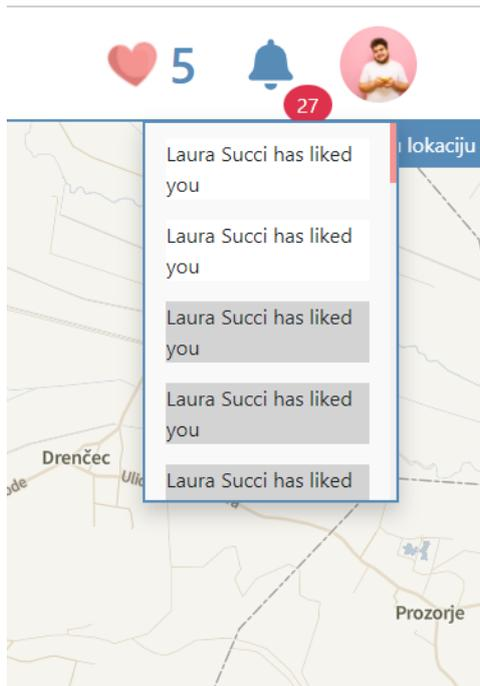 5
27
lokaciju
Laura Succi has liked
you
Laura Succi has liked
you
Laura Succi has liked
you
Laura Succi has liked
you
Laura Succi has liked
Drenčec
Prozorje